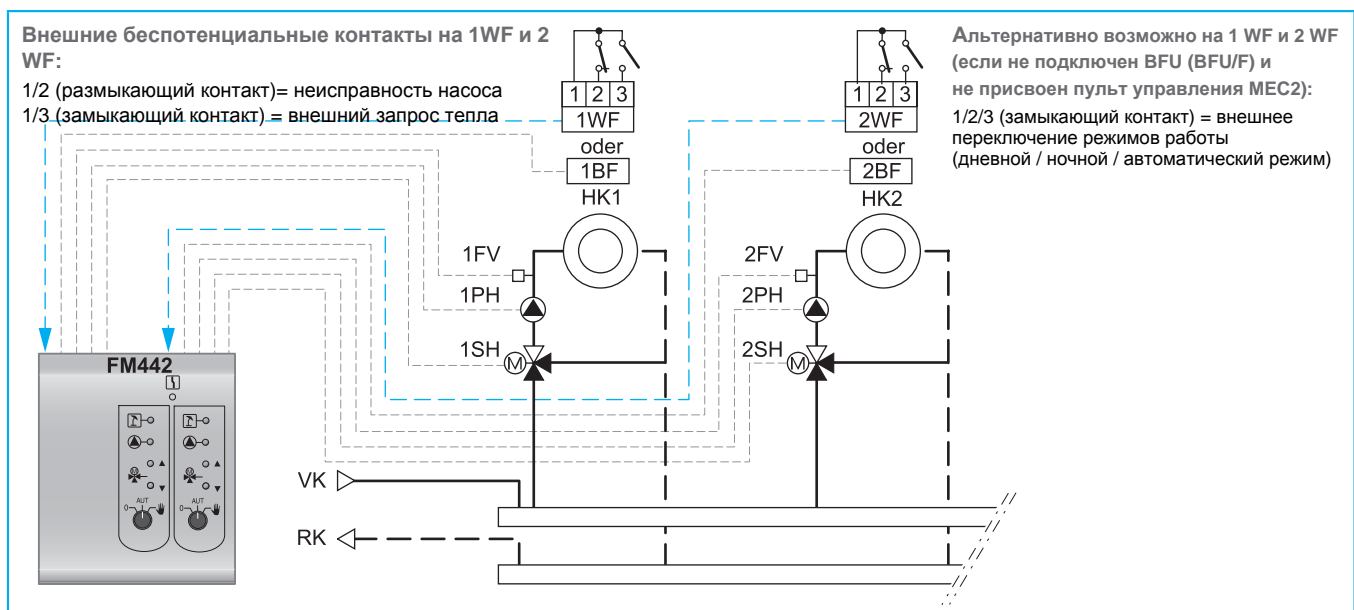 Внешние беспотенциальные контакты на 1WF и 2
WF:
1/2 (размыкающий контакт)= неисправность насоса
1/3 (замыкающий контакт) = внешний запрос тепла
Альтернативно возможно на 1 WF и 2 WF
(если не подключен BFU (BFU/F) и
не присвоен пульт управления MEC2):
1/2/3 (замыкающий контакт) = внешнее
переключение режимов работы
(дневной / ночной / автоматический режим)
1 2 3
1WF
oder
1BF
HK1
1FV
1PH
1SH
M
1 2 3
2WF
oder
2BF
HK2
2FV
2PH
2SH
M
FM442
AUT
0
AUT
0
VK
RK